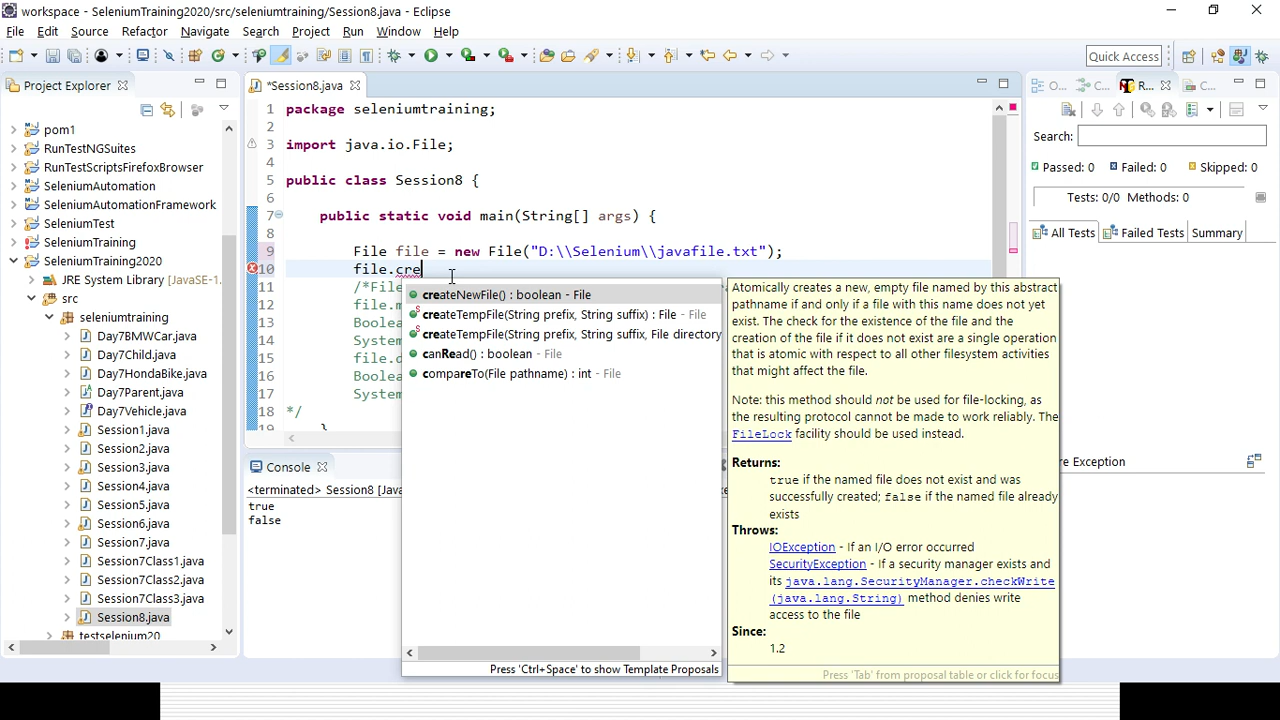 workspace - SeleniumTraining2020/src/seleniumtraining/Session8.java - Eclipse
File Edit Source Refactor Navigate Search Project Run Window Help
Quick Access
Project Explorer
pom1
RunTestNGSuites
RunTestScriptsFirefoxBrowser
SeleniumAutomation
SeleniumAutomationFramework
SeleniumTest
SeleniumTraining
SeleniumTraining2020
JRE System Library [JavaSE-1.
src
seleniumtraining
Day7BMWCar.java
Day7Child.java
Day7HondaBike.java
Day7Parent.java
Day7Vehicle.java
Session1.java
Session2.java
Session3.java
Session4.java
Session5.java
Session6.java
Session7.java
Session7Class1.java
Session7Class2.java
Session7Class3.java
Session8.java
testselenium20
*Session8.java
1 package seleniumtraining;
2
3 import java.io.File;
4
5 public class Session8 {
6
7 public static void main(String[] args) {
8
9 File file = new File("D:\\Selenium\\javafile.txt");
10 file.cre
11 /*File
12 file.m
13 Boolea
14 System
15 file.d
16 Boolea
17 System
18 */
19 }
createNewFile() : boolean - File
createTempFile(String prefix, String suffix) : File - File
createTempFile(String prefix, String suffix, File directory
canRead() : boolean - File
compareTo(File pathname) : int - File
Press 'Ctrl+Space' to show Template Proposals
Atomically creates a new, empty file named by this abstract
pathname if and only if a file with this name does not yet
exist. The check for the existence of the file and the
creation of the file if it does not exist are a single operation
that is atomic with respect to all other filesystem activities
that might affect the file.
Note: this method should not be used for file-locking, as
the resulting protocol cannot be made to work reliably. The
FileLock facility should be used instead.
Returns:
true if the named file does not exist and was
successfully created; false if the named file already
exists
Throws:
IOException - If an I/O error occurred
SecurityException - If a security manager exists and
its java.lang.SecurityManager.checkWrite
(java.lang.String) method denies write
access to the file
Since:
1.2
Press 'Tab' from proposal table or click for focus
Console
<terminated> Session8 [Java
true
false
O... C... R... C...
Search:
Passed: 0 Failed: 0 Skipped: 0
Tests: 0/0 Methods: 0
All Tests Failed Tests Summary
re Exception